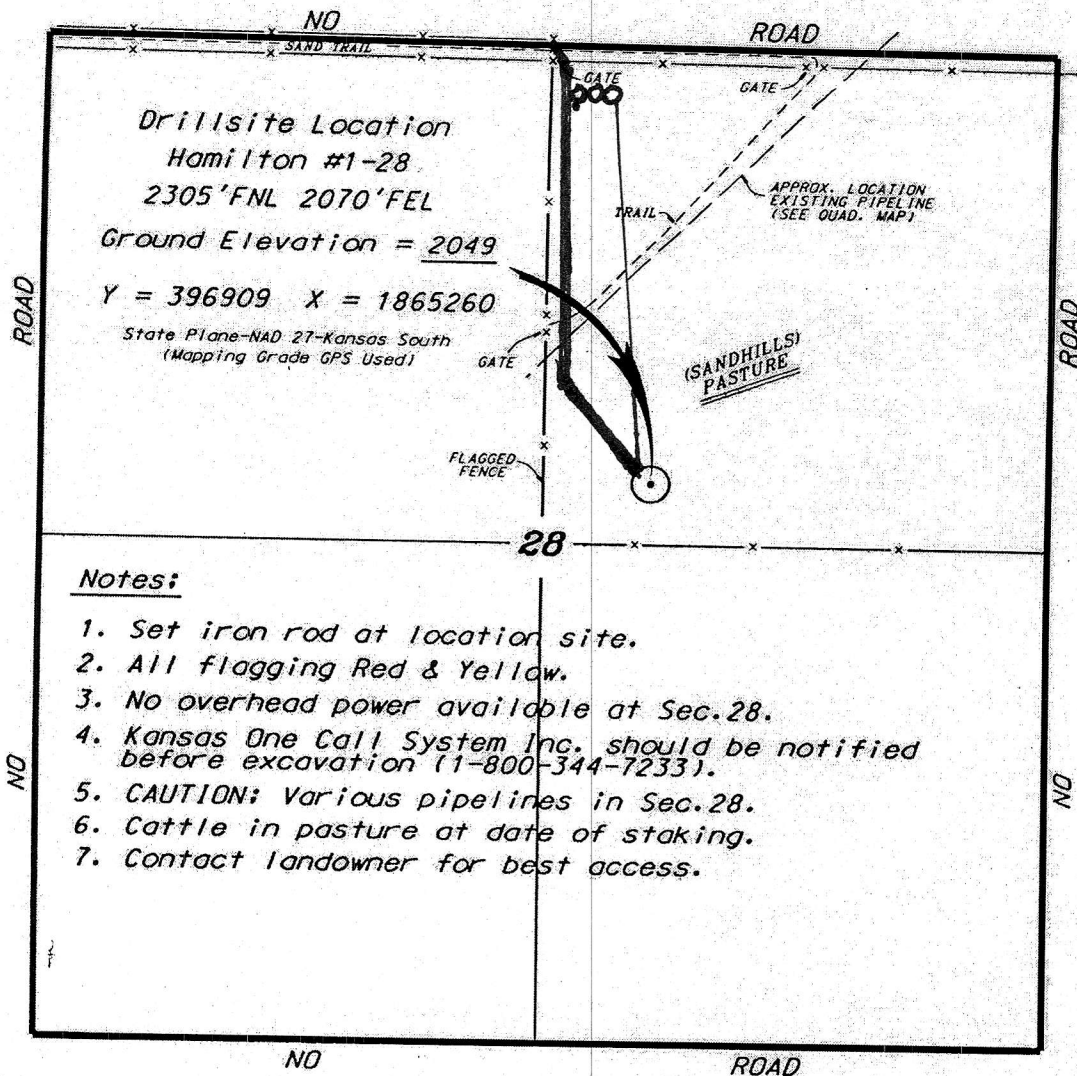 NO
ROAD
SAND TRAIL
GATE
GATE
Drillsite Location
Hamilton #1-28
2305'FNL 2070'FEL
Ground Elevation = 2049
Y = 396909 X = 1865260
State Plane-NAD 27-Kansas South
(Mapping Grade GPS Used)
APPROX. LOCATION
EXISTING PIPELINE
(SEE QUAD. MAP)
TRAIL
ROAD
ROAD
GATE
(SANDHILLS)
PASTURE
FLAGGED
FENCE
28
Notes:
1. Set iron rod at location site.
2. All flagging Red & Yellow.
3. No overhead power available at Sec.28.
4. Kansas One Call System Inc. should be notified
before excavation (1-800-344-7233).
5. CAUTION: Various pipelines in Sec.28.
6. Cattle in pasture at date of staking.
7. Contact landowner for best access.
NO
NO
NO
ROAD